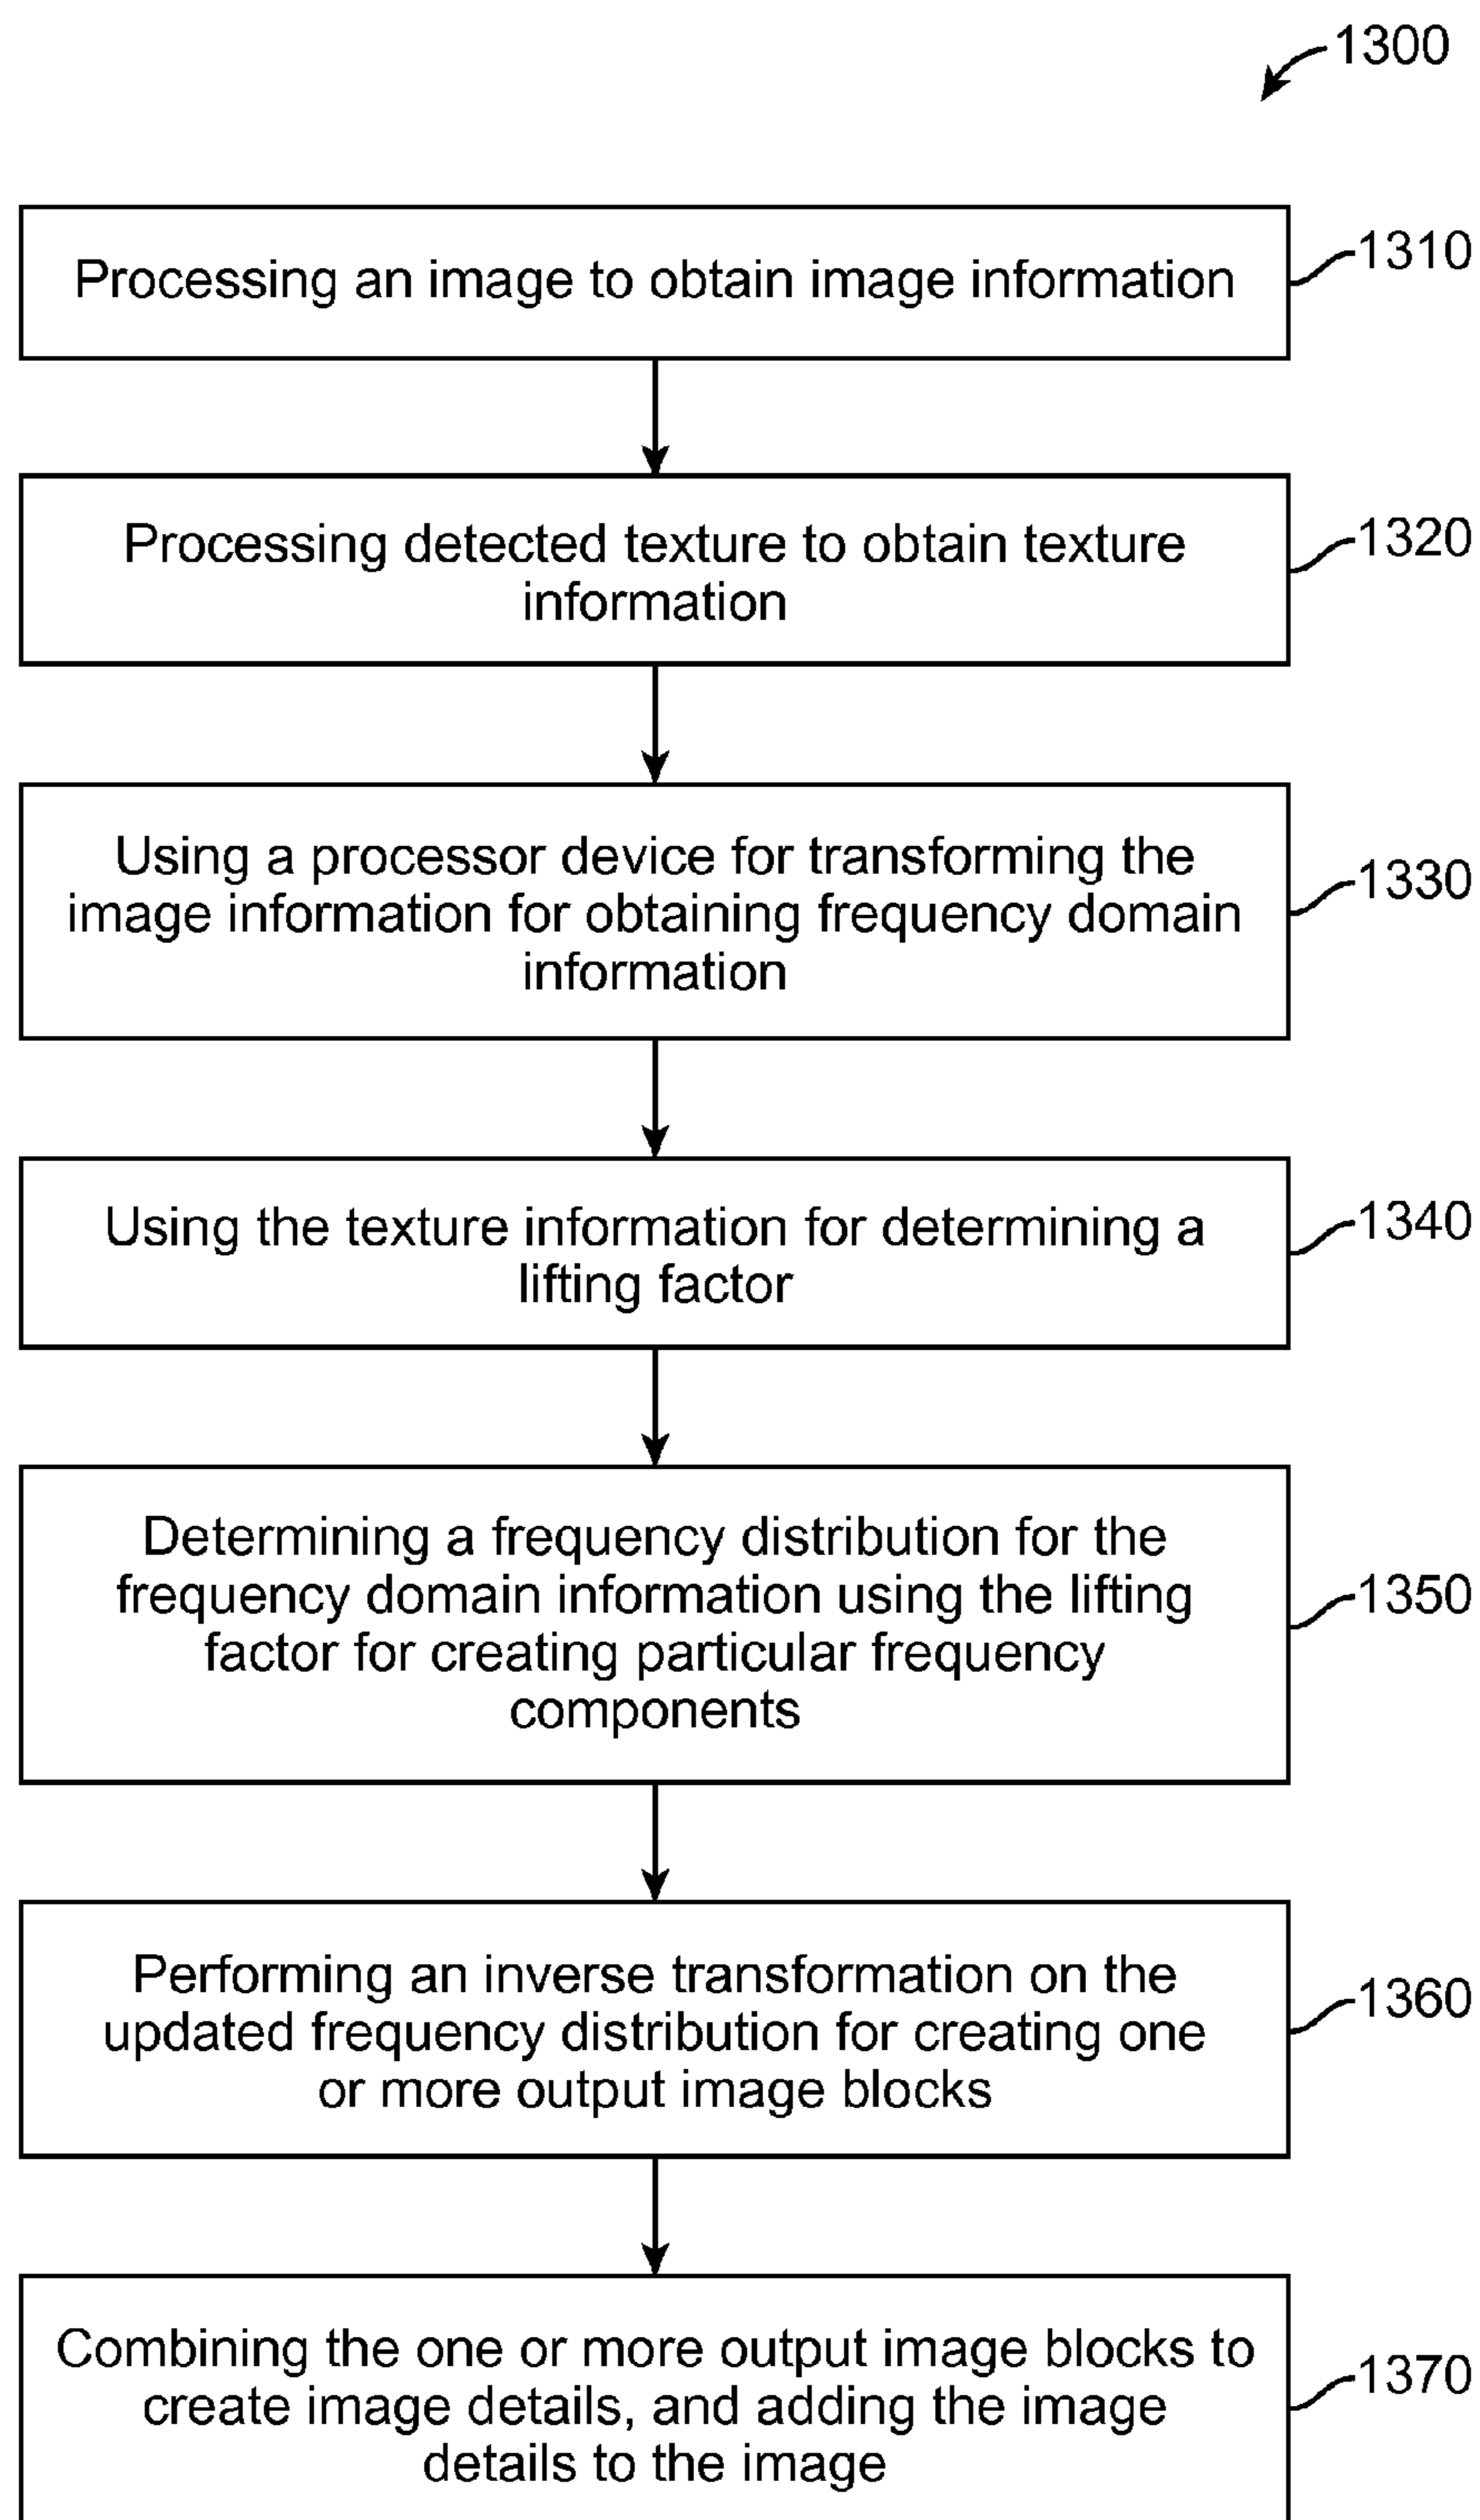 1300
Processing an image to obtain image information
1310
Processing detected texture to obtain texture
information
1320
Using a processor device for transforming the
image information for obtaining frequency domain
information
1330
Using the texture information for determining a
lifting factor
1340
Determining a frequency distribution for the
frequency domain information using the lifting
factor for creating particular frequency
components
1350
Performing an inverse transformation on the
updated frequency distribution for creating one
or more output image blocks
1360
Combining the one or more output image blocks to
create image details, and adding the image
details to the image
1370